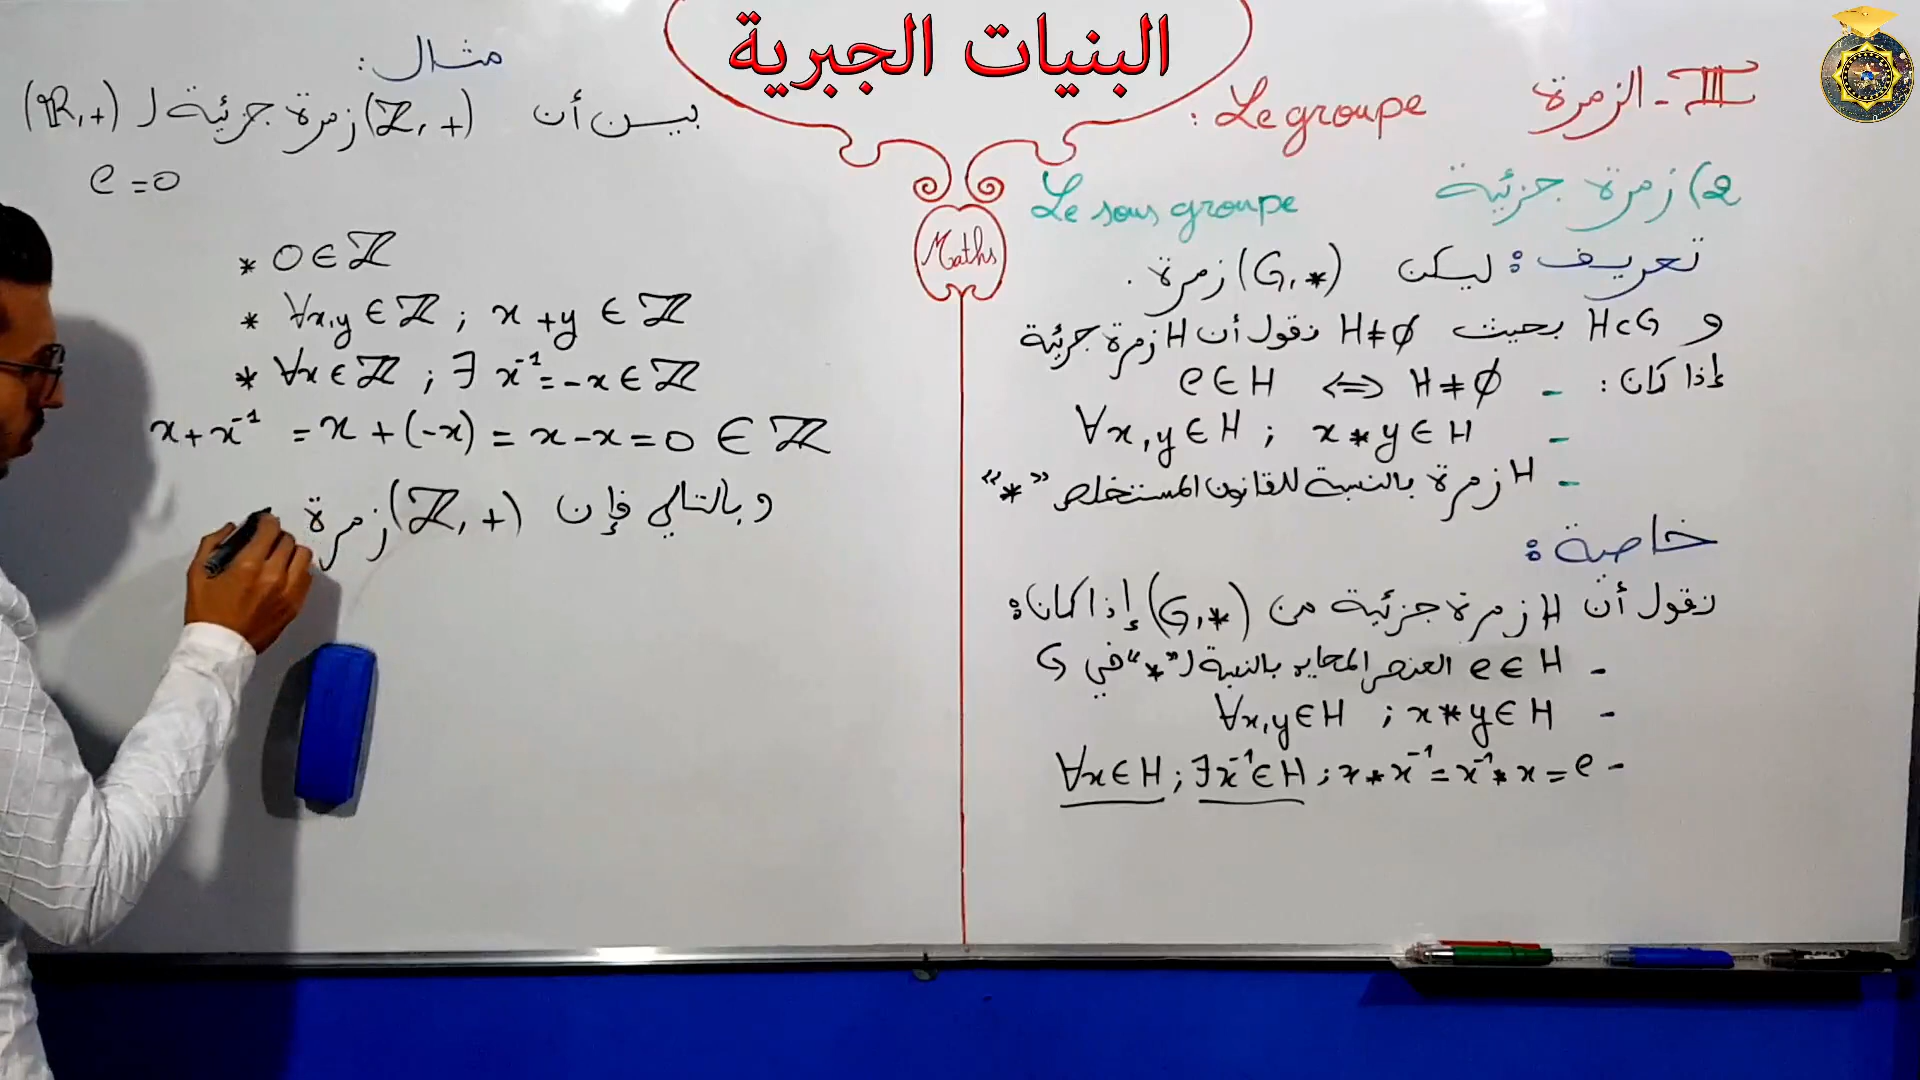 البنيات الجبرية
III - الزمرة Le groupe :
2) زمرة جزئية Le sous groupe
تعريف : ليكن (G,*) زمرة .
و H⊂G بحيث H≠∅ نقول أن H زمرة جزئية
إذا كان : - H≠∅ ⇔ e∈H
- ∀x,y∈H ; x*y∈H
- H زمرة بالنسبة للقانون المستخلص "*"
خاصية :
نقول أن H زمرة جزئية من (G,*) إذا كان :
- e∈H العنصر المحايد بالنسبة لـ "*" في G
- ∀x,y∈H ; x*y∈H
- ∀x∈H ; ∃x⁻¹∈H ; x*x⁻¹=x⁻¹*x=e
Maths
مثال :
بين أن (ℤ,+) زمرة جزئية لـ (ℝ,+)
e=0
* 0∈ℤ
* ∀x,y∈ℤ ; x+y∈ℤ
* ∀x∈ℤ ; ∃ x⁻¹=-x∈ℤ
x+x⁻¹ = x+(-x) = x-x=0 ∈ℤ
و بالتالي فإن (ℤ,+) زمرة